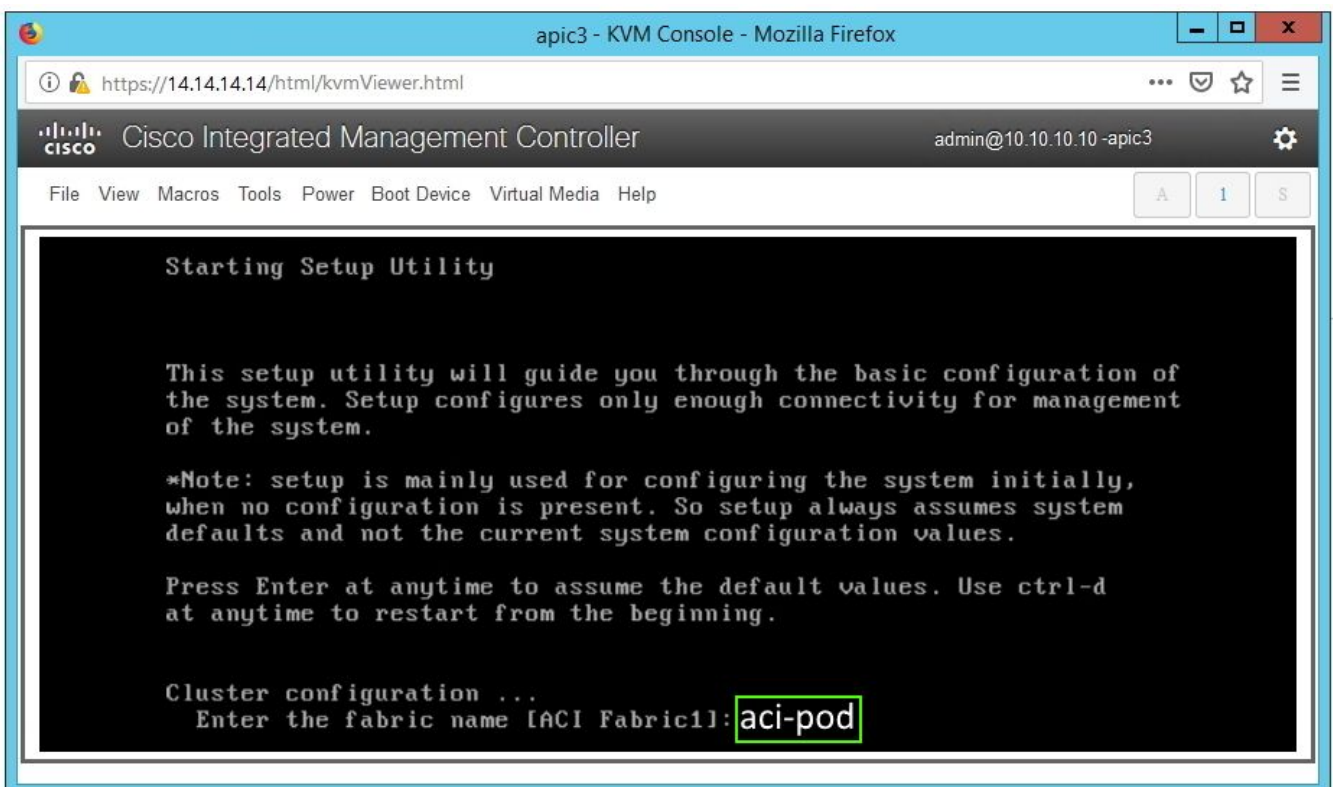 apic3 - KVM Console - Mozilla Firefox
https://14.14.14.14/html/kvmViewer.html
CISCO Cisco Integrated Management Controller admin@10.10.10.10 -apic3
File View Macros Tools Power Boot Device Virtual Media Help A 1 S
Starting Setup Utility
This setup utility will guide you through the basic configuration of
the system. Setup configures only enough connectivity for management
of the system.
*Note: setup is mainly used for configuring the system initially,
when no configuration is present. So setup always assumes system
defaults and not the current system configuration values.
Press Enter at anytime to assume the default values. Use ctrl-d
at anytime to restart from the beginning.
Cluster configuration ...
Enter the fabric name [ACI Fabric1]: aci-pod